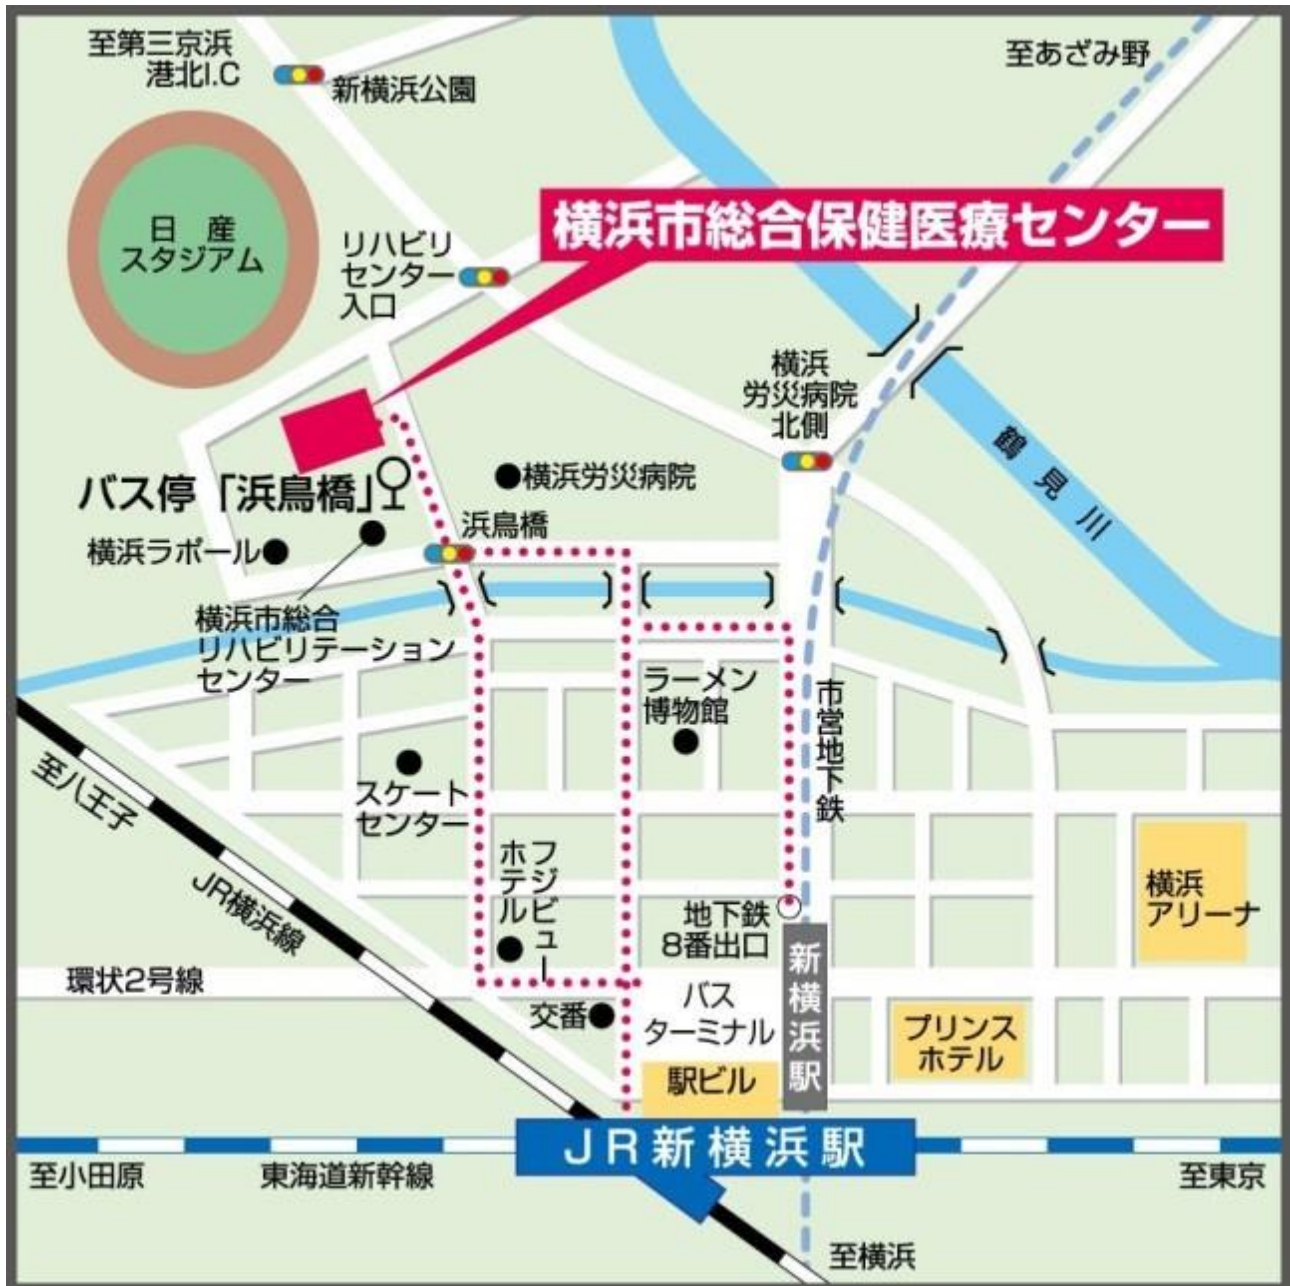 至第三京浜
港北I.C
新横浜公園
至あざみ野
日産
スタジアム
リハビリ
センター
入口
横浜市総合保健医療センター
横浜
労災病院
北側
鶴見川
横浜労災病院
バス停「浜鳥橋」
浜鳥橋
横浜ラポール
横浜市総合
リハビリテーション
センター
ラーメン
博物館
市営地下鉄
至八王子
スケート
センター
JR横浜線
フジビュー
ホテル
横浜
アリーナ
地下鉄
8番出口
新横浜駅
環状2号線
バス
ターミナル
交番
プリンス
ホテル
駅ビル
JR新横浜駅
至小田原
東海道新幹線
至東京
至横浜